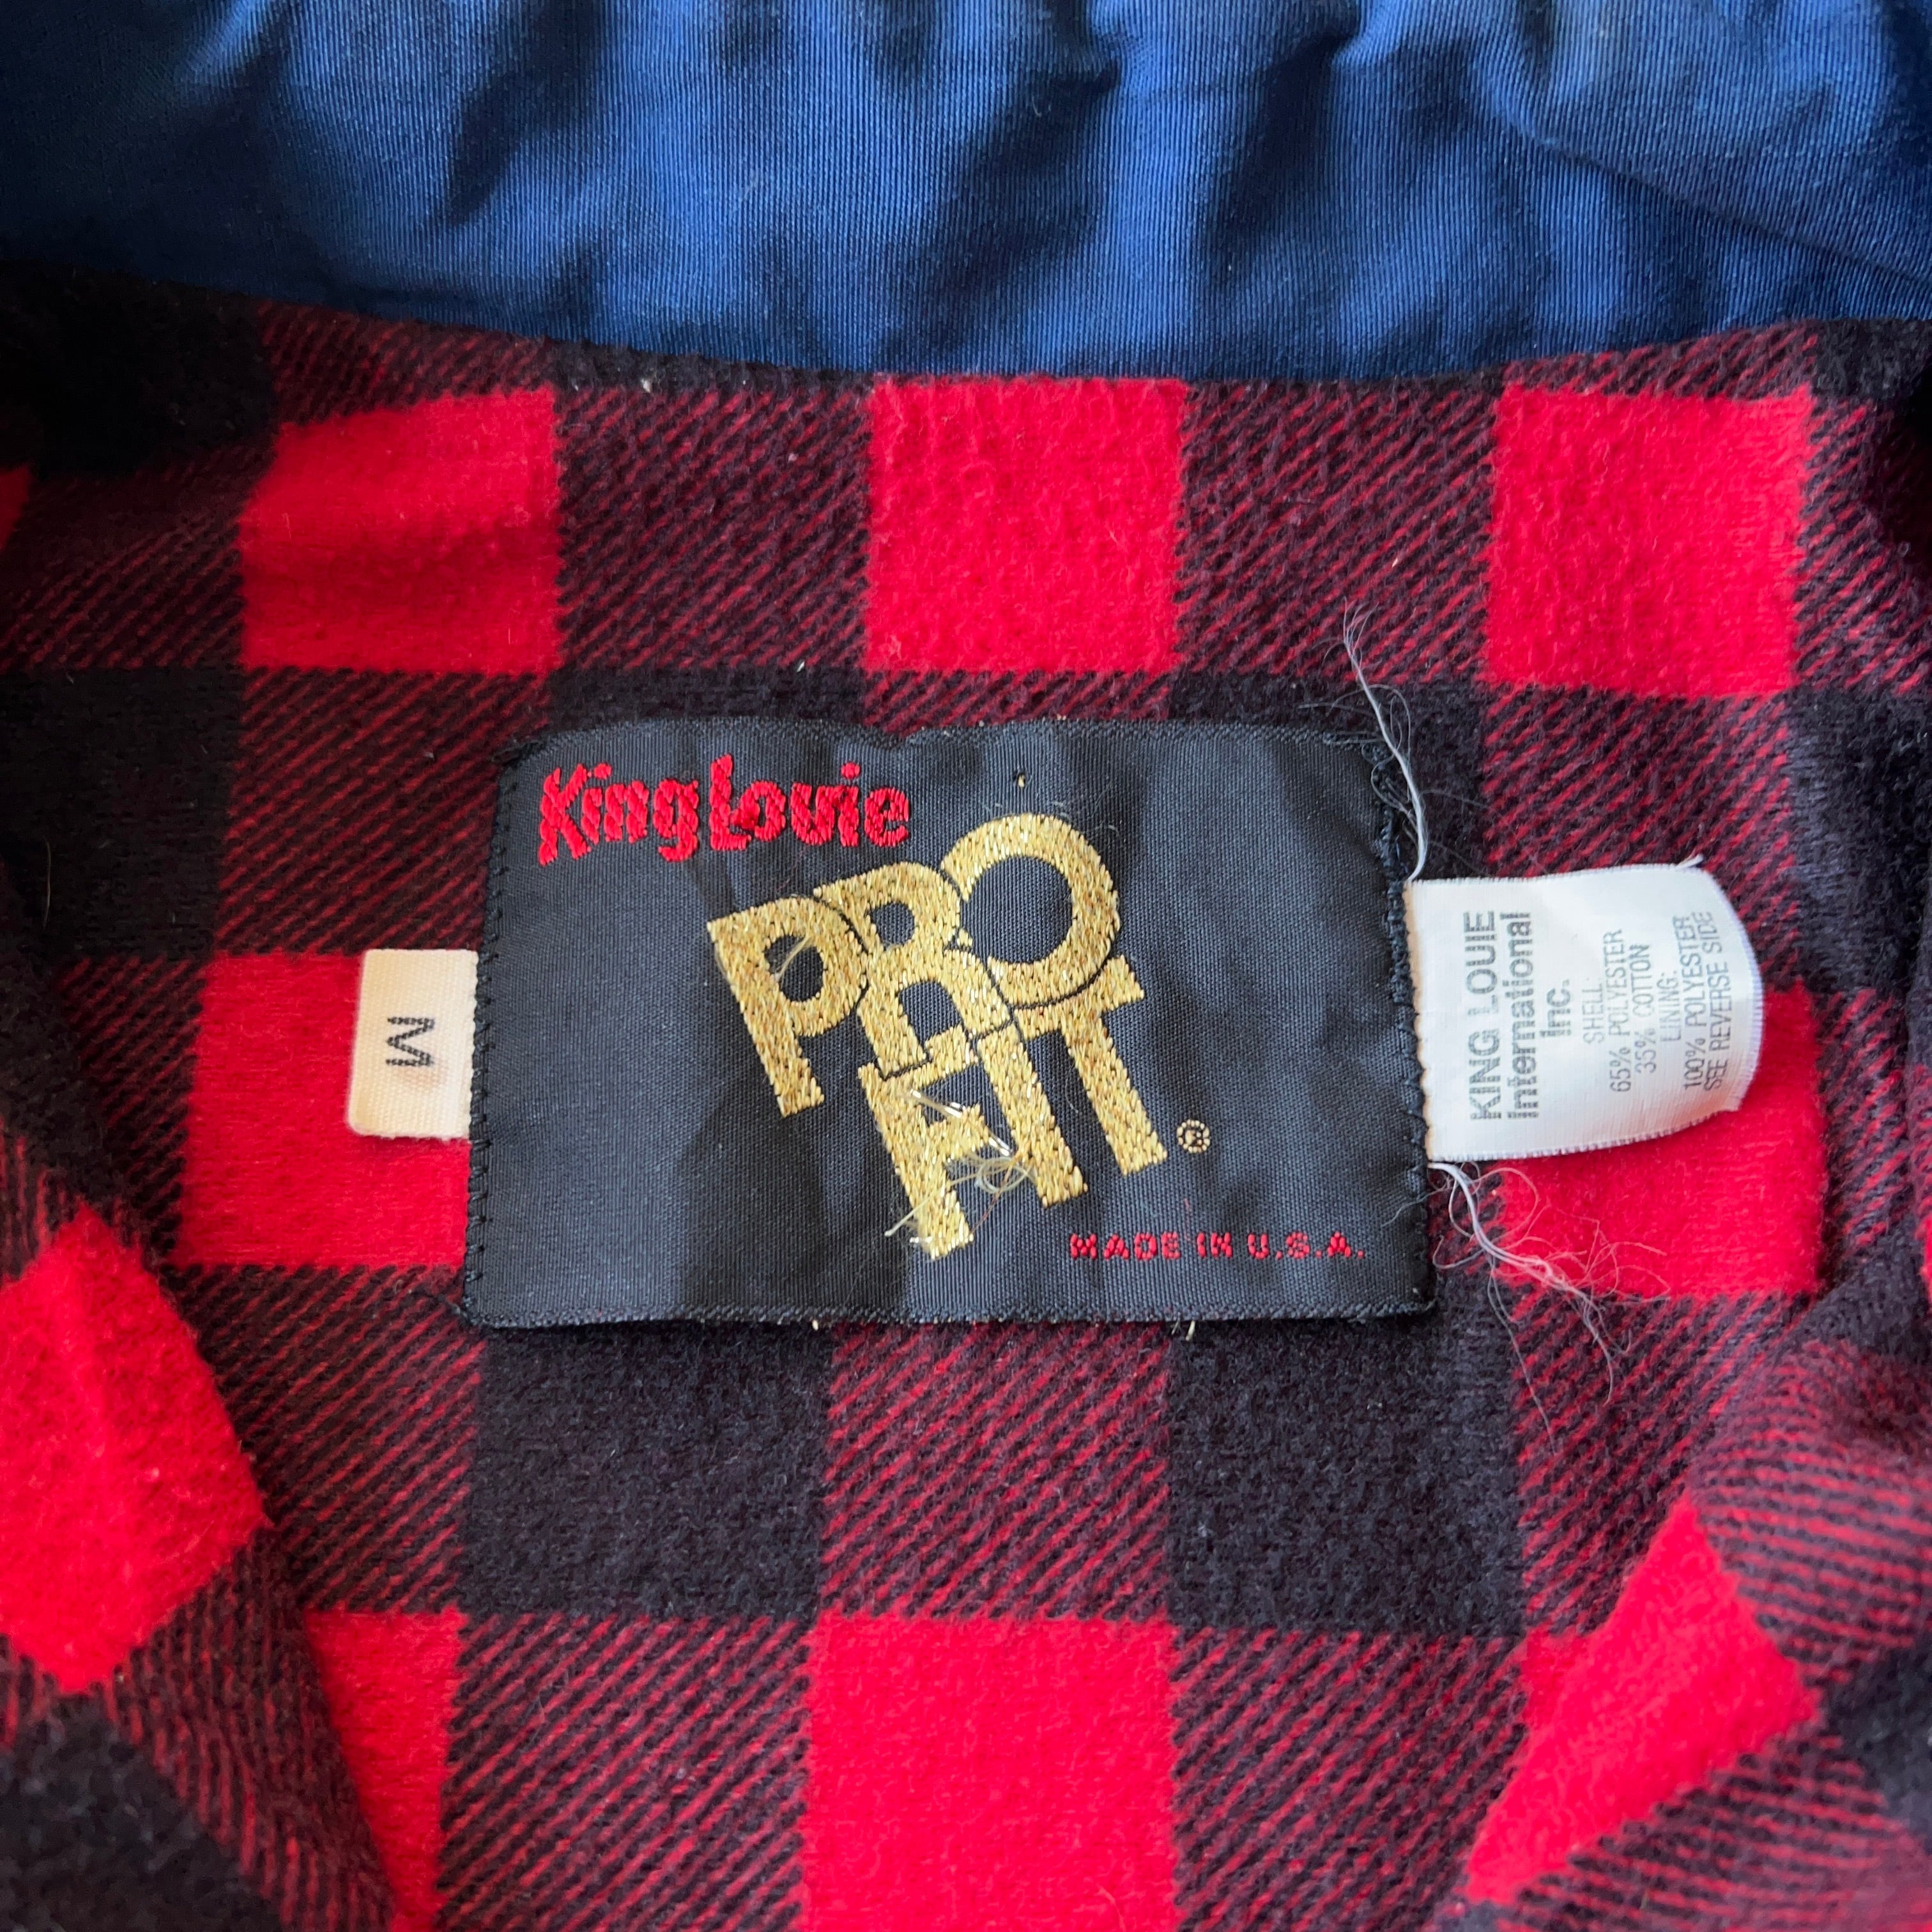 King Louie
PRO
FIT
®
MADE IN U.S.A.
M
KING LOUIE
International
Inc.
SHELL:
65% POLYESTER
35% COTTON
LINING:
100% POLYESTER
SEE REVERSE SIDE